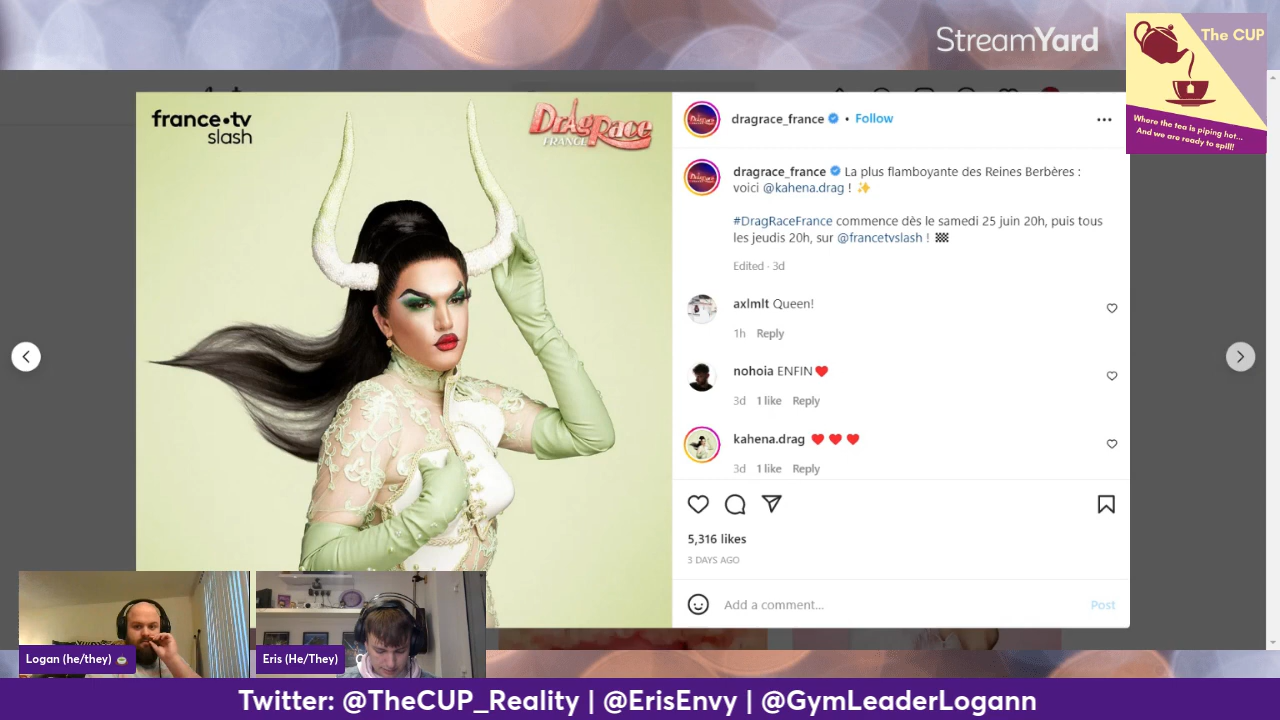 StreamYard
The CUP
Where the tea is piping hot...
And we are ready to spill!
france•tv
slash
Drag Race
FRANCE
dragrace_france • Follow
dragrace_france La plus flamboyante des Reines Berbères :
voici @kahena.drag ! ✨
#DragRaceFrance commence dès le samedi 25 juin 20h, puis tous
les jeudis 20h, sur @francetvslash ! 🏁
Edited · 3d
axlmlt Queen!
1h Reply
nohoia ENFIN♥️
3d 1 like Reply
kahena.drag ♥️ ♥️ ♥️
3d 1 like Reply
5,316 likes
3 DAYS AGO
Add a comment...
Post
Logan (he/they)
Eris (He/They)
Twitter: @TheCUP_Reality | @ErisEnvy | @GymLeaderLogann